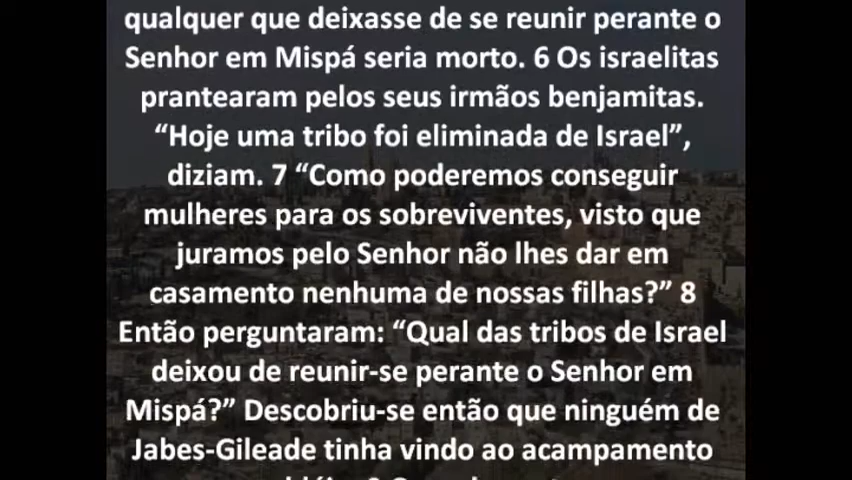 qualquer que deixasse de se reunir perante o
Senhor em Mispá seria morto. 6 Os israelitas
prantearam pelos seus irmãos benjamitas.
“Hoje uma tribo foi eliminada de Israel”,
diziam. 7 “Como poderemos conseguir
mulheres para os sobreviventes, visto que
juramos pelo Senhor não lhes dar em
casamento nenhuma de nossas filhas?” 8
Então perguntaram: “Qual das tribos de Israel
deixou de reunir-se perante o Senhor em
Mispá?” Descobriu-se então que ninguém de
Jabes-Gileade tinha vindo ao acampamento